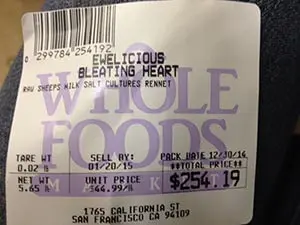 0 299784 254192
EWELICIOUS
BLEATING HEART
RAW SHEEPS MILK SALT CULTURES RENNET
WHOLE
FOODS
MARKET
TARE WT SELL BY: PACK DATE 12/30/14
0.02 lb 01/20/15 **TOTAL PRICE**
NET WT UNIT PRICE $254.19
5.65 lb $44.99/lb
1765 CALIFORNIA ST
SAN FRANCISCO CA 94109